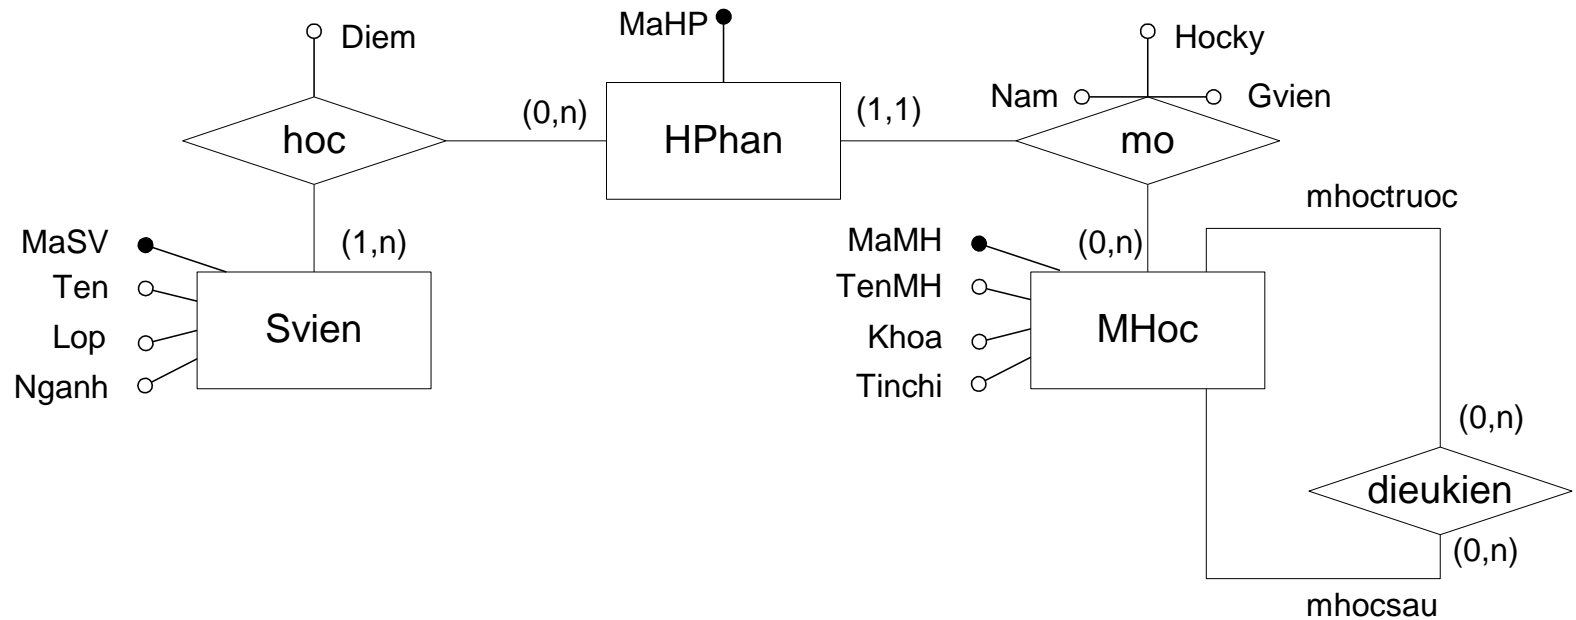 MaHP
Diem
Hocky
Nam
Gvien
(0,n)
(1,1)
hoc
HPhan
mo
mhoctruoc
MaSV
(1,n)
MaMH
(0,n)
Ten
TenMH
Svien
MHoc
Lop
Khoa
Nganh
Tinchi
(0,n)
dieukien
(0,n)
mhocsau